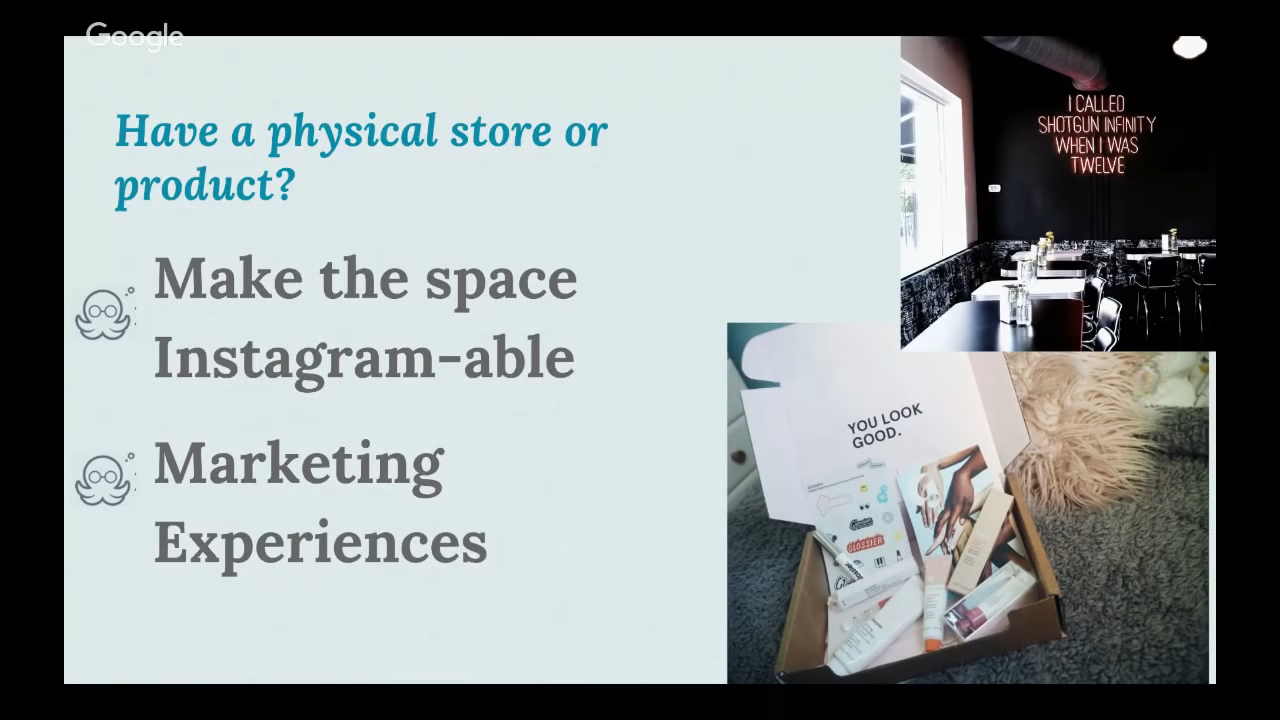 Google
Have a physical store or
product?
Make the space
Instagram-able
Marketing
Experiences
I CALLED
SHOTGUN INFINITY
WHEN I WAS
TWELVE
YOU LOOK
GOOD.
GLOSSIER